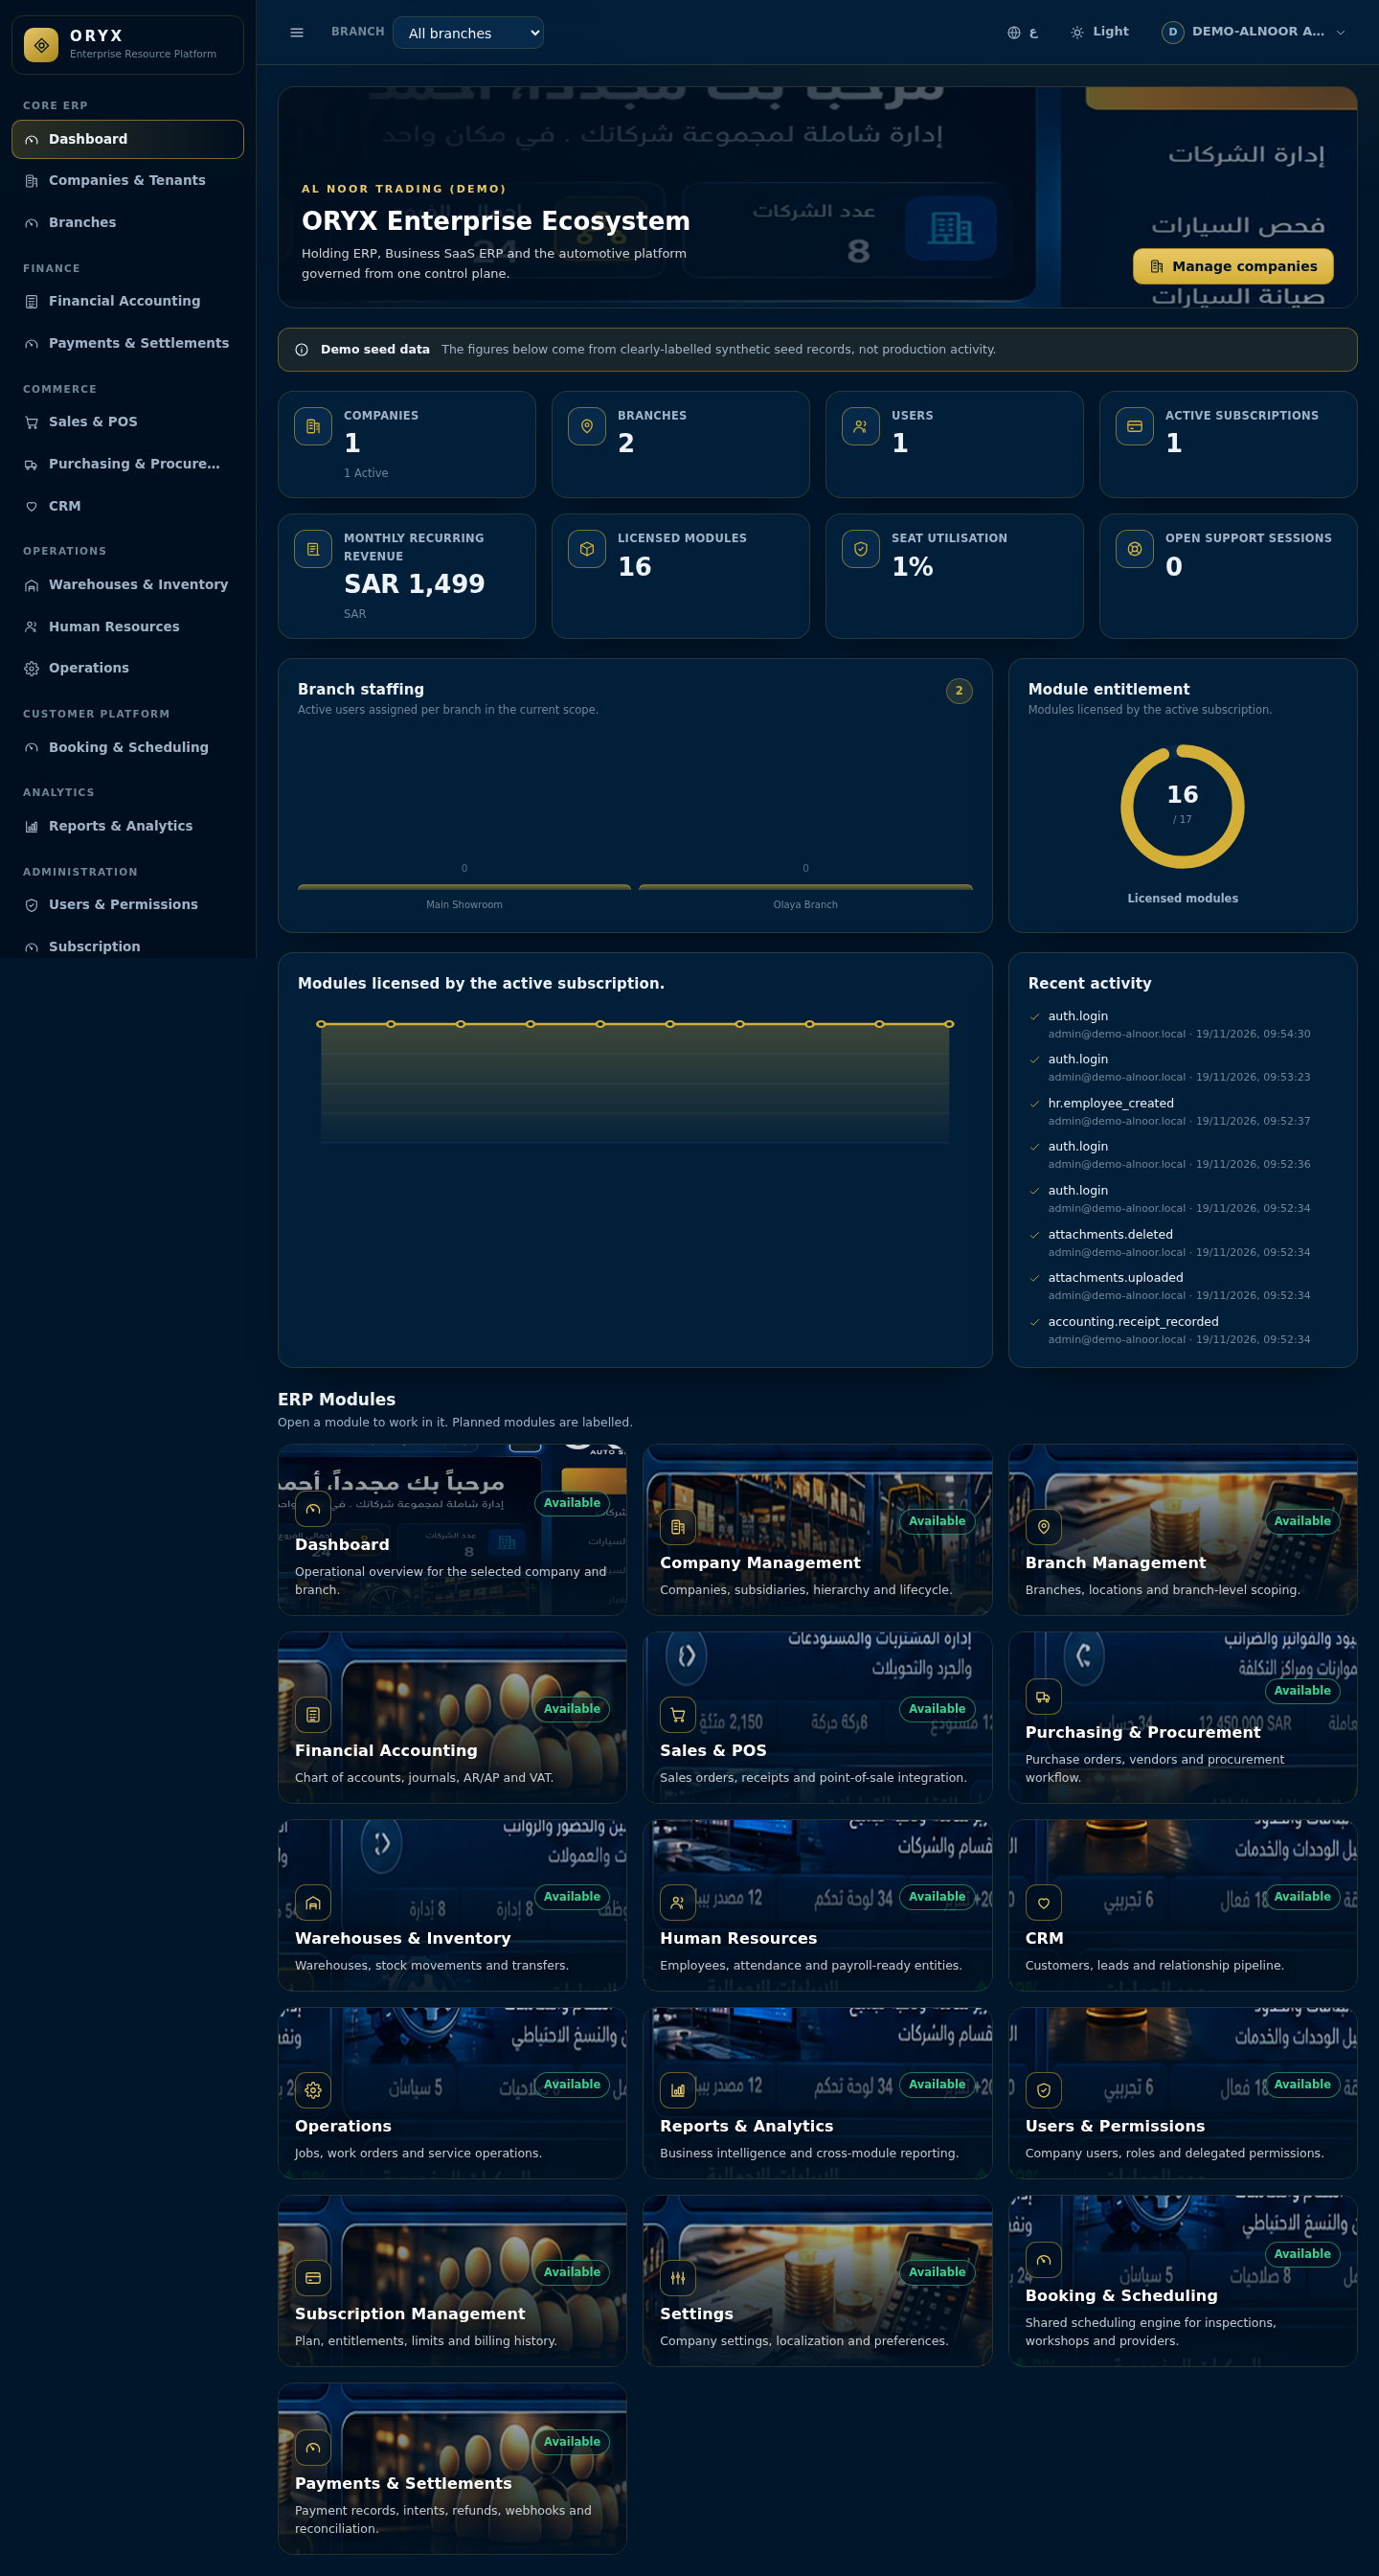 ORYX
Enterprise Resource Platform
CORE ERP
Dashboard
Companies & Tenants
Branches
FINANCE
Financial Accounting
Payments & Settlements
COMMERCE
Sales & POS
Purchasing & Procure...
CRM
OPERATIONS
Warehouses & Inventory
Human Resources
Operations
CUSTOMER PLATFORM
Booking & Scheduling
ANALYTICS
Reports & Analytics
ADMINISTRATION
Users & Permissions
Subscription
BRANCH All branches
ع Light D DEMO-ALNOOR A...
إدارة شاملة لمجموعة شركاتك . في مكان واحد
إدارة الشركات
فحص السيارات
صيانة السيارات
عدد الشركات
8
24
AL NOOR TRADING (DEMO)
ORYX Enterprise Ecosystem
Holding ERP, Business SaaS ERP and the automotive platform
governed from one control plane.
Manage companies
Demo seed data The figures below come from clearly-labelled synthetic seed records, not production activity.
COMPANIES
1
1 Active
BRANCHES
2
USERS
1
ACTIVE SUBSCRIPTIONS
1
MONTHLY RECURRING
REVENUE
SAR 1,499
SAR
LICENSED MODULES
16
SEAT UTILISATION
1%
OPEN SUPPORT SESSIONS
0
Branch staffing
2
Active users assigned per branch in the current scope.
0
0
Main Showroom
Olaya Branch
Module entitlement
Modules licensed by the active subscription.
16
/ 17
Licensed modules
Modules licensed by the active subscription.
Recent activity
auth.login
admin@demo-alnoor.local · 19/11/2026, 09:54:30
auth.login
admin@demo-alnoor.local · 19/11/2026, 09:53:23
hr.employee_created
admin@demo-alnoor.local · 19/11/2026, 09:52:37
auth.login
admin@demo-alnoor.local · 19/11/2026, 09:52:36
auth.login
admin@demo-alnoor.local · 19/11/2026, 09:52:34
attachments.deleted
admin@demo-alnoor.local · 19/11/2026, 09:52:34
attachments.uploaded
admin@demo-alnoor.local · 19/11/2026, 09:52:34
accounting.receipt_recorded
admin@demo-alnoor.local · 19/11/2026, 09:52:34
ERP Modules
Open a module to work in it. Planned modules are labelled.
مرحباً بك مجدداً، أحمد
Available
Dashboard
Operational overview for the selected company and
branch.
Available
Company Management
Companies, subsidiaries, hierarchy and lifecycle.
Available
Branch Management
Branches, locations and branch-level scoping.
Available
Financial Accounting
Chart of accounts, journals, AR/AP and VAT.
إدارة المشتريات والمستودعات
والجرد والتحويلات
Available
Sales & POS
Sales orders, receipts and point-of-sale integration.
Available
Purchasing & Procurement
Purchase orders, vendors and procurement
workflow.
Available
Warehouses & Inventory
Warehouses, stock movements and transfers.
34 لوحة تحكم
Available
Human Resources
Employees, attendance and payroll-ready entities.
6 تجريبي
Available
CRM
Customers, leads and relationship pipeline.
5 سياسات
Available
Operations
Jobs, work orders and service operations.
34 لوحة تحكم
Available
Reports & Analytics
Business intelligence and cross-module reporting.
6 تجريبي
Available
Users & Permissions
Company users, roles and delegated permissions.
Available
Subscription Management
Plan, entitlements, limits and billing history.
Available
Settings
Company settings, localization and preferences.
8 صلاحيات
5 سياسات
Available
Booking & Scheduling
Shared scheduling engine for inspections,
workshops and providers.
Available
Payments & Settlements
Payment records, intents, refunds, webhooks and
reconciliation.